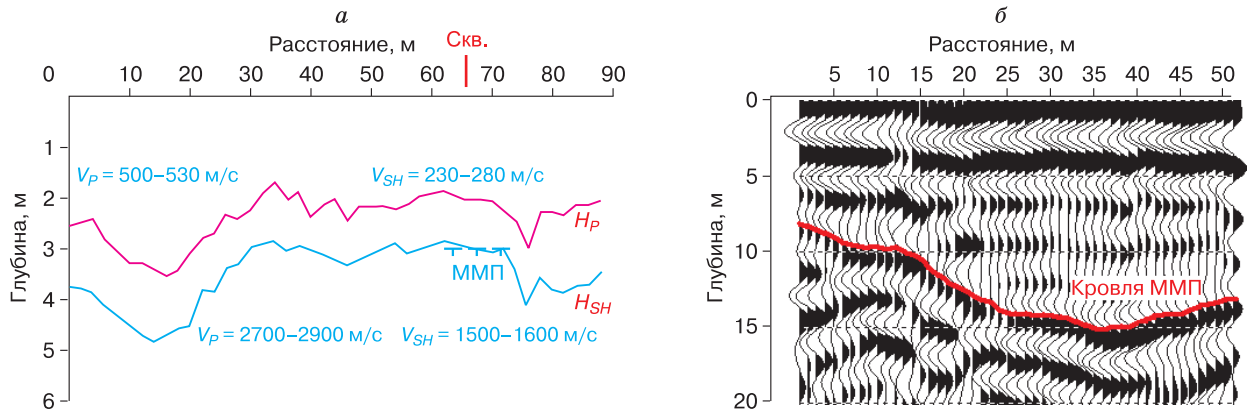 а
Расстояние, м
Скв.
0 10 20 30 40 50 60 70 80 90
Глубина, м
1
2
3
4
5
6
V_P = 500–530 м/с
V_SH = 230–280 м/с
H_P
ММП
H_SH
V_P = 2700–2900 м/с
V_SH = 1500–1600 м/с
б
Расстояние, м
5 10 15 20 25 30 35 40 45 50
Глубина, м
0
5
10
15
20
Кровля ММП